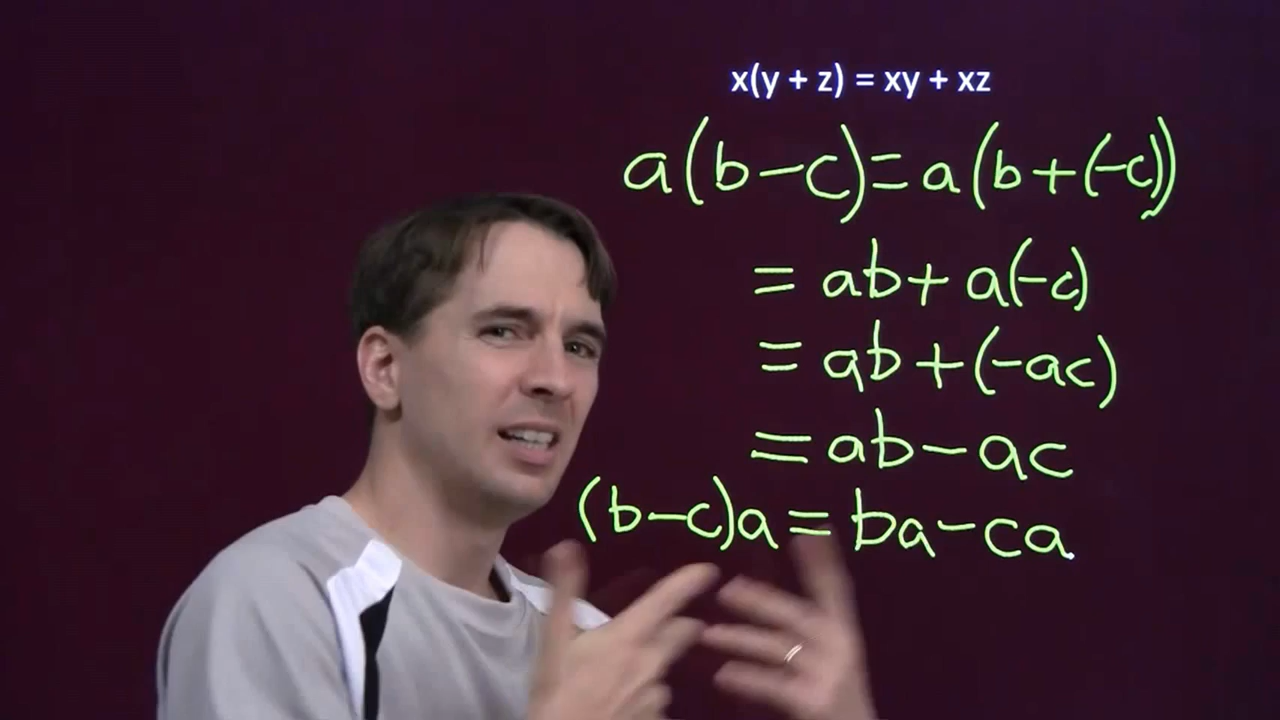 x(y + z) = xy + xz
a(b-c)=a(b+(-c))
= ab+a(-c)
= ab+(-ac)
= ab-ac
(b-c)a=ba-ca